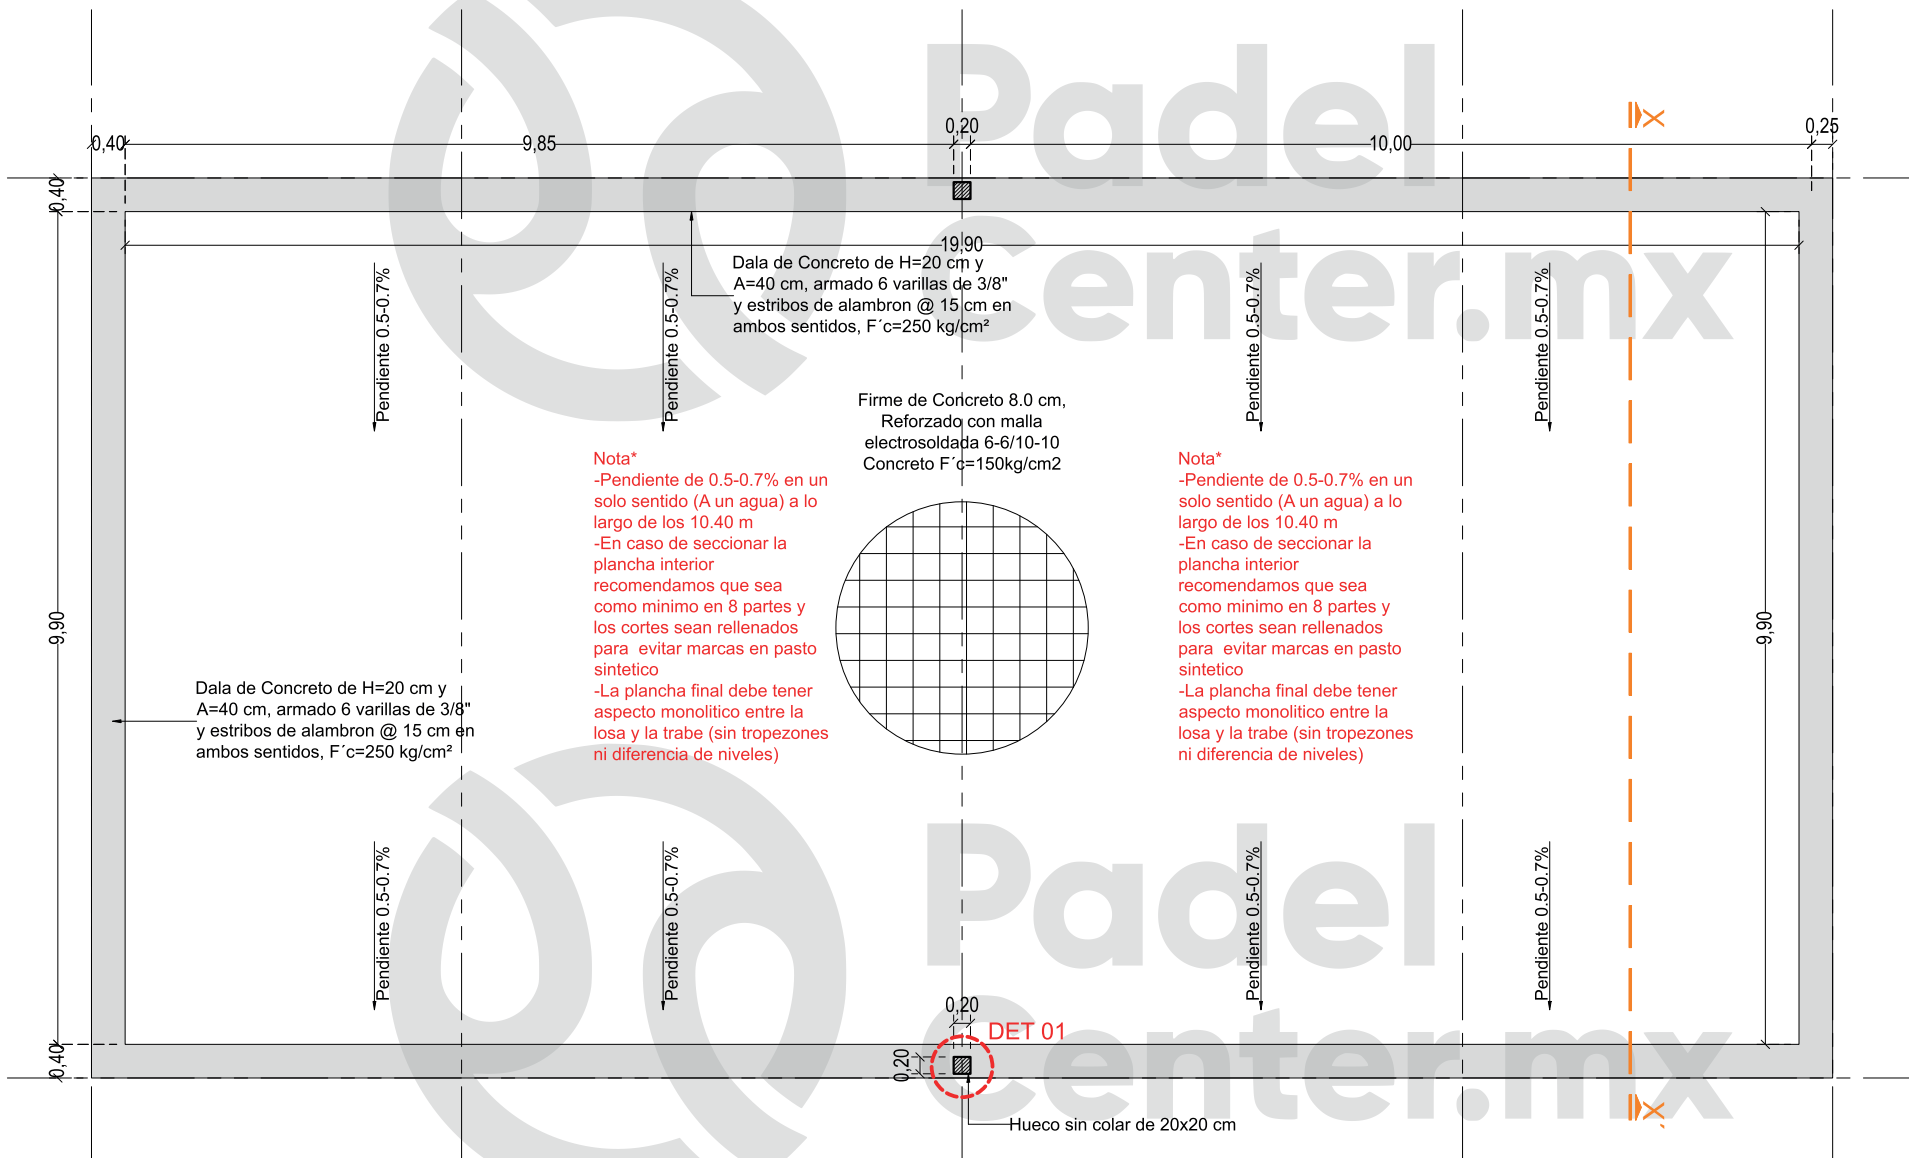 Padel
Center.mx
0,40
9,85
0,20
10,00
0,25
X
0,40
19,90
Dala de Concreto de H=20 cm y
A=40 cm, armado 6 varillas de 3/8"
y estribos de alambron @ 15 cm en
ambos sentidos, F´c=250 kg/cm²
Pendiente 0.5-0.7%
Pendiente 0.5-0.7%
Pendiente 0.5-0.7%
Pendiente 0.5-0.7%
Firme de Concreto 8.0 cm,
Reforzado con malla
electrosoldada 6-6/10-10
Concreto F´c=150kg/cm2
Nota*
-Pendiente de 0.5-0.7% en un
solo sentido (A un agua) a lo
largo de los 10.40 m
-En caso de seccionar la
plancha interior
recomendamos que sea
como minimo en 8 partes y
los cortes sean rellenados
para  evitar marcas en pasto
sintetico
-La plancha final debe tener
aspecto monolitico entre la
losa y la trabe (sin tropezones
ni diferencia de niveles)
Nota*
-Pendiente de 0.5-0.7% en un
solo sentido (A un agua) a lo
largo de los 10.40 m
-En caso de seccionar la
plancha interior
recomendamos que sea
como minimo en 8 partes y
los cortes sean rellenados
para  evitar marcas en pasto
sintetico
-La plancha final debe tener
aspecto monolitico entre la
losa y la trabe (sin tropezones
ni diferencia de niveles)
9,90
9,90
Dala de Concreto de H=20 cm y
A=40 cm, armado 6 varillas de 3/8"
y estribos de alambron @ 15 cm en
ambos sentidos, F´c=250 kg/cm²
Padel
Center.mx
Pendiente 0.5-0.7%
Pendiente 0.5-0.7%
Pendiente 0.5-0.7%
Pendiente 0.5-0.7%
0,20
DET 01
0,20
0,40
X'
Hueco sin colar de 20x20 cm